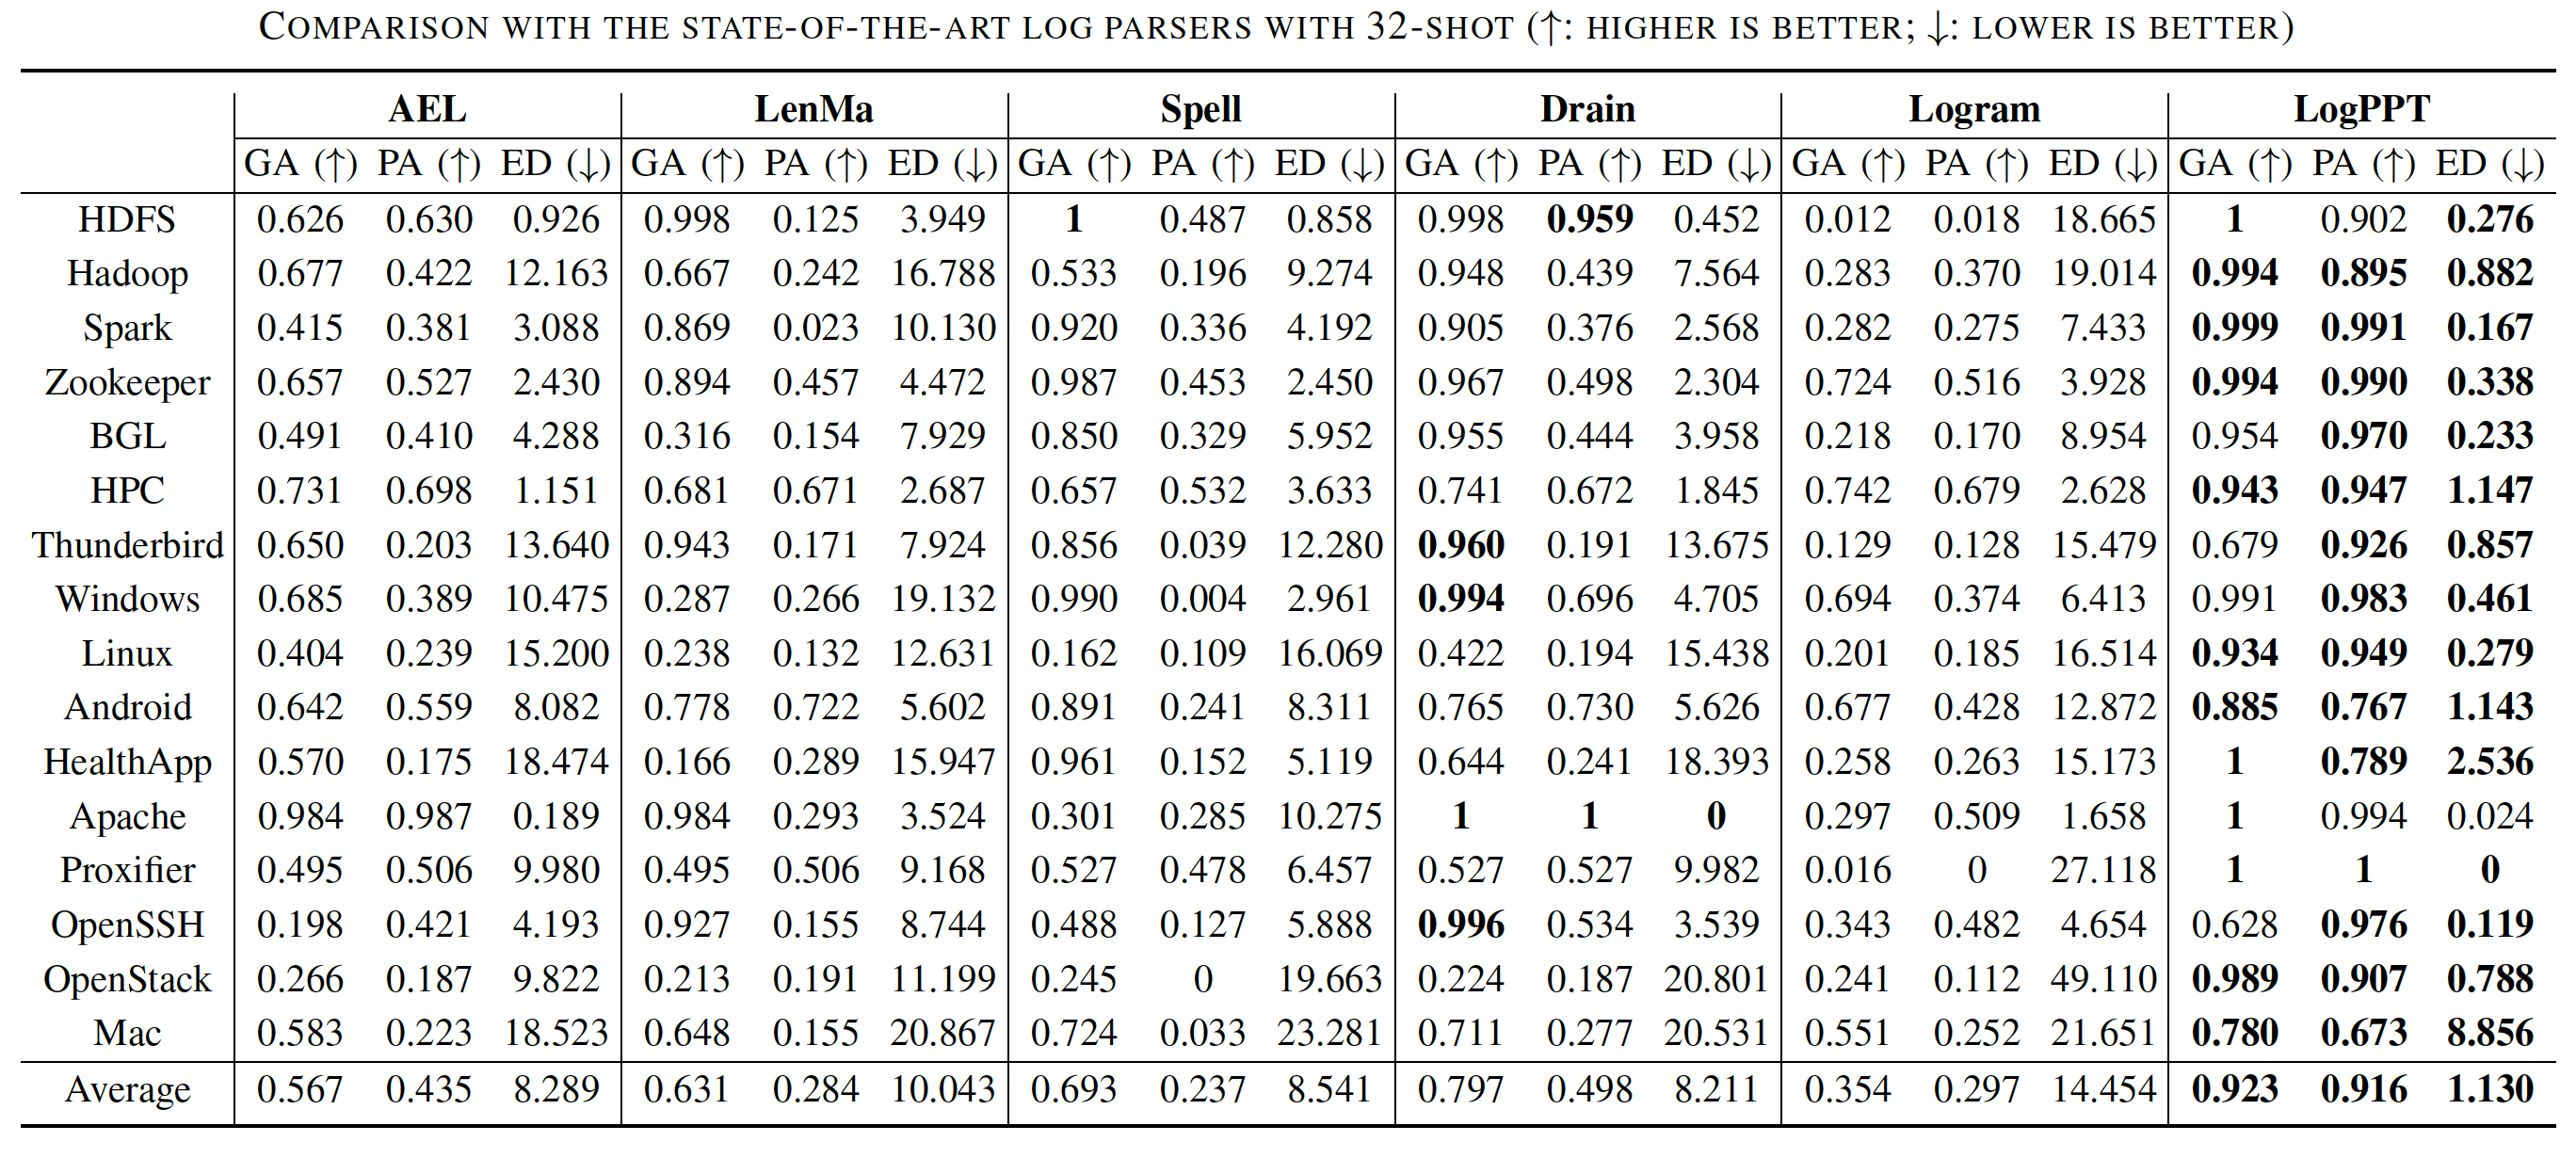 COMPARISON WITH THE STATE-OF-THE-ART LOG PARSERS WITH 32-SHOT (↑: HIGHER IS BETTER; ↓: LOWER IS BETTER)
AEL LenMa Spell Drain Logram LogPPT
GA (↑) PA (↑) ED (↓) GA (↑) PA (↑) ED (↓) GA (↑) PA (↑) ED (↓) GA (↑) PA (↑) ED (↓) GA (↑) PA (↑) ED (↓) GA (↑) PA (↑) ED (↓)
HDFS 0.626 0.630 0.926 0.998 0.125 3.949 1 0.487 0.858 0.998 0.959 0.452 0.012 0.018 18.665 1 0.902 0.276
Hadoop 0.677 0.422 12.163 0.667 0.242 16.788 0.533 0.196 9.274 0.948 0.439 7.564 0.283 0.370 19.014 0.994 0.895 0.882
Spark 0.415 0.381 3.088 0.869 0.023 10.130 0.920 0.336 4.192 0.905 0.376 2.568 0.282 0.275 7.433 0.999 0.991 0.167
Zookeeper 0.657 0.527 2.430 0.894 0.457 4.472 0.987 0.453 2.450 0.967 0.498 2.304 0.724 0.516 3.928 0.994 0.990 0.338
BGL 0.491 0.410 4.288 0.316 0.154 7.929 0.850 0.329 5.952 0.955 0.444 3.958 0.218 0.170 8.954 0.954 0.970 0.233
HPC 0.731 0.698 1.151 0.681 0.671 2.687 0.657 0.532 3.633 0.741 0.672 1.845 0.742 0.679 2.628 0.943 0.947 1.147
Thunderbird 0.650 0.203 13.640 0.943 0.171 7.924 0.856 0.039 12.280 0.960 0.191 13.675 0.129 0.128 15.479 0.679 0.926 0.857
Windows 0.685 0.389 10.475 0.287 0.266 19.132 0.990 0.004 2.961 0.994 0.696 4.705 0.694 0.374 6.413 0.991 0.983 0.461
Linux 0.404 0.239 15.200 0.238 0.132 12.631 0.162 0.109 16.069 0.422 0.194 15.438 0.201 0.185 16.514 0.934 0.949 0.279
Android 0.642 0.559 8.082 0.778 0.722 5.602 0.891 0.241 8.311 0.765 0.730 5.626 0.677 0.428 12.872 0.885 0.767 1.143
HealthApp 0.570 0.175 18.474 0.166 0.289 15.947 0.961 0.152 5.119 0.644 0.241 18.393 0.258 0.263 15.173 1 0.789 2.536
Apache 0.984 0.987 0.189 0.984 0.293 3.524 0.301 0.285 10.275 1 1 0 0.297 0.509 1.658 1 0.994 0.024
Proxifier 0.495 0.506 9.980 0.495 0.506 9.168 0.527 0.478 6.457 0.527 0.527 9.982 0.016 0 27.118 1 1 0
OpenSSH 0.198 0.421 4.193 0.927 0.155 8.744 0.488 0.127 5.888 0.996 0.534 3.539 0.343 0.482 4.654 0.628 0.976 0.119
OpenStack 0.266 0.187 9.822 0.213 0.191 11.199 0.245 0 19.663 0.224 0.187 20.801 0.241 0.112 49.110 0.989 0.907 0.788
Mac 0.583 0.223 18.523 0.648 0.155 20.867 0.724 0.033 23.281 0.711 0.277 20.531 0.551 0.252 21.651 0.780 0.673 8.856
Average 0.567 0.435 8.289 0.631 0.284 10.043 0.693 0.237 8.541 0.797 0.498 8.211 0.354 0.297 14.454 0.923 0.916 1.130